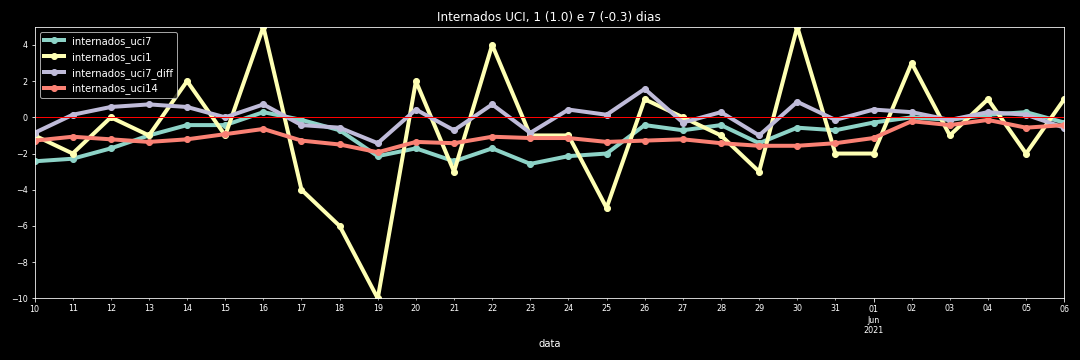 Internados UCI, 1 (1.0) e 7 (-0.3) dias
internados_uci7
internados_uci1
internados_uci7_diff
internados_uci14
4
2
0
−2
−4
−6
−8
−10
10 11 12 13 14 15 16 17 18 19 20 21 22 23 24 25 26 27 28 29 30 31 01 02 03 04 05 06
Jun
2021
data